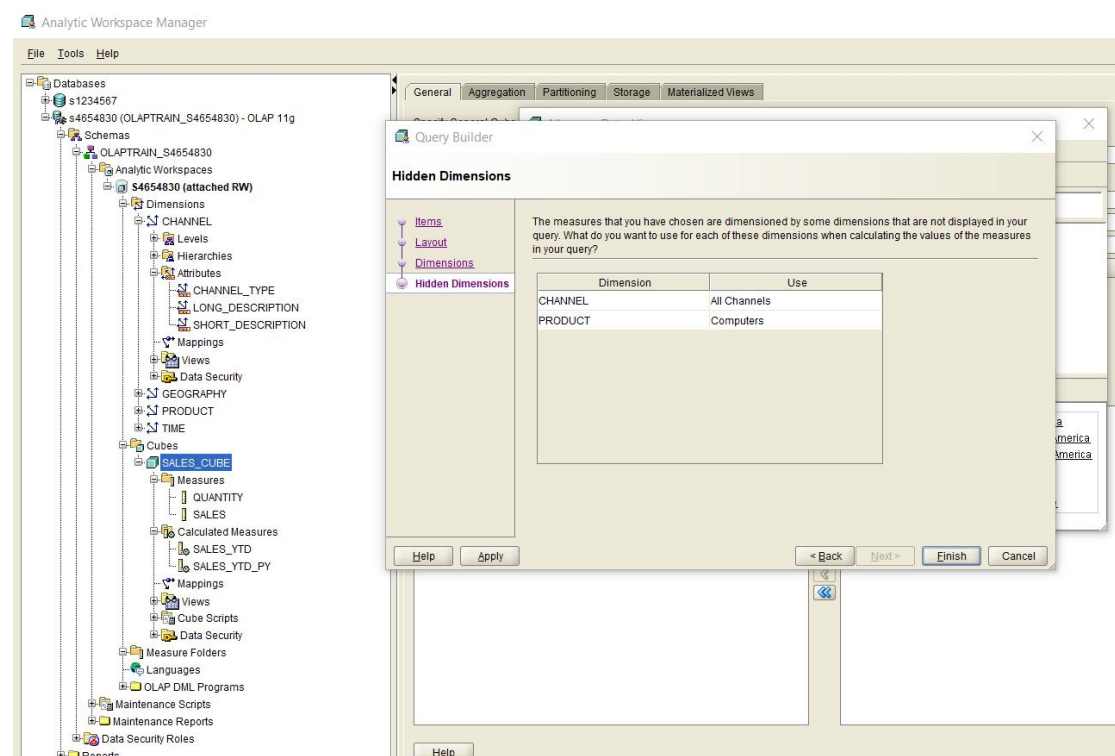 Analytic Workspace Manager
File Tools Help
Databases
s1234567
s4654830 (OLAPTRAIN_S4654830) - OLAP 11g
Schemas
OLAPTRAIN_S4654830
Analytic Workspaces
S4654830 (attached RW)
Dimensions
CHANNEL
Levels
Hierarchies
Attributes
CHANNEL_TYPE
LONG_DESCRIPTION
SHORT_DESCRIPTION
Mappings
Views
Data Security
GEOGRAPHY
PRODUCT
TIME
Cubes
SALES_CUBE
Measures
QUANTITY
SALES
Calculated Measures
SALES_YTD
SALES_YTD_PY
Mappings
Views
Cube Scripts
Data Security
Measure Folders
Languages
OLAP DML Programs
Maintenance Scripts
Maintenance Reports
Data Security Roles
Reports
General Aggregation Partitioning Storage Materialized Views
Query Builder
Hidden Dimensions
Items
Layout
Dimensions
Hidden Dimensions
The measures that you have chosen are dimensioned by some dimensions that are not displayed in your
query. What do you want to use for each of these dimensions when calculating the values of the measures
in your query?
Dimension Use
CHANNEL All Channels
PRODUCT Computers
Help Apply < Back Next > Finish Cancel
a
merica
America
Help